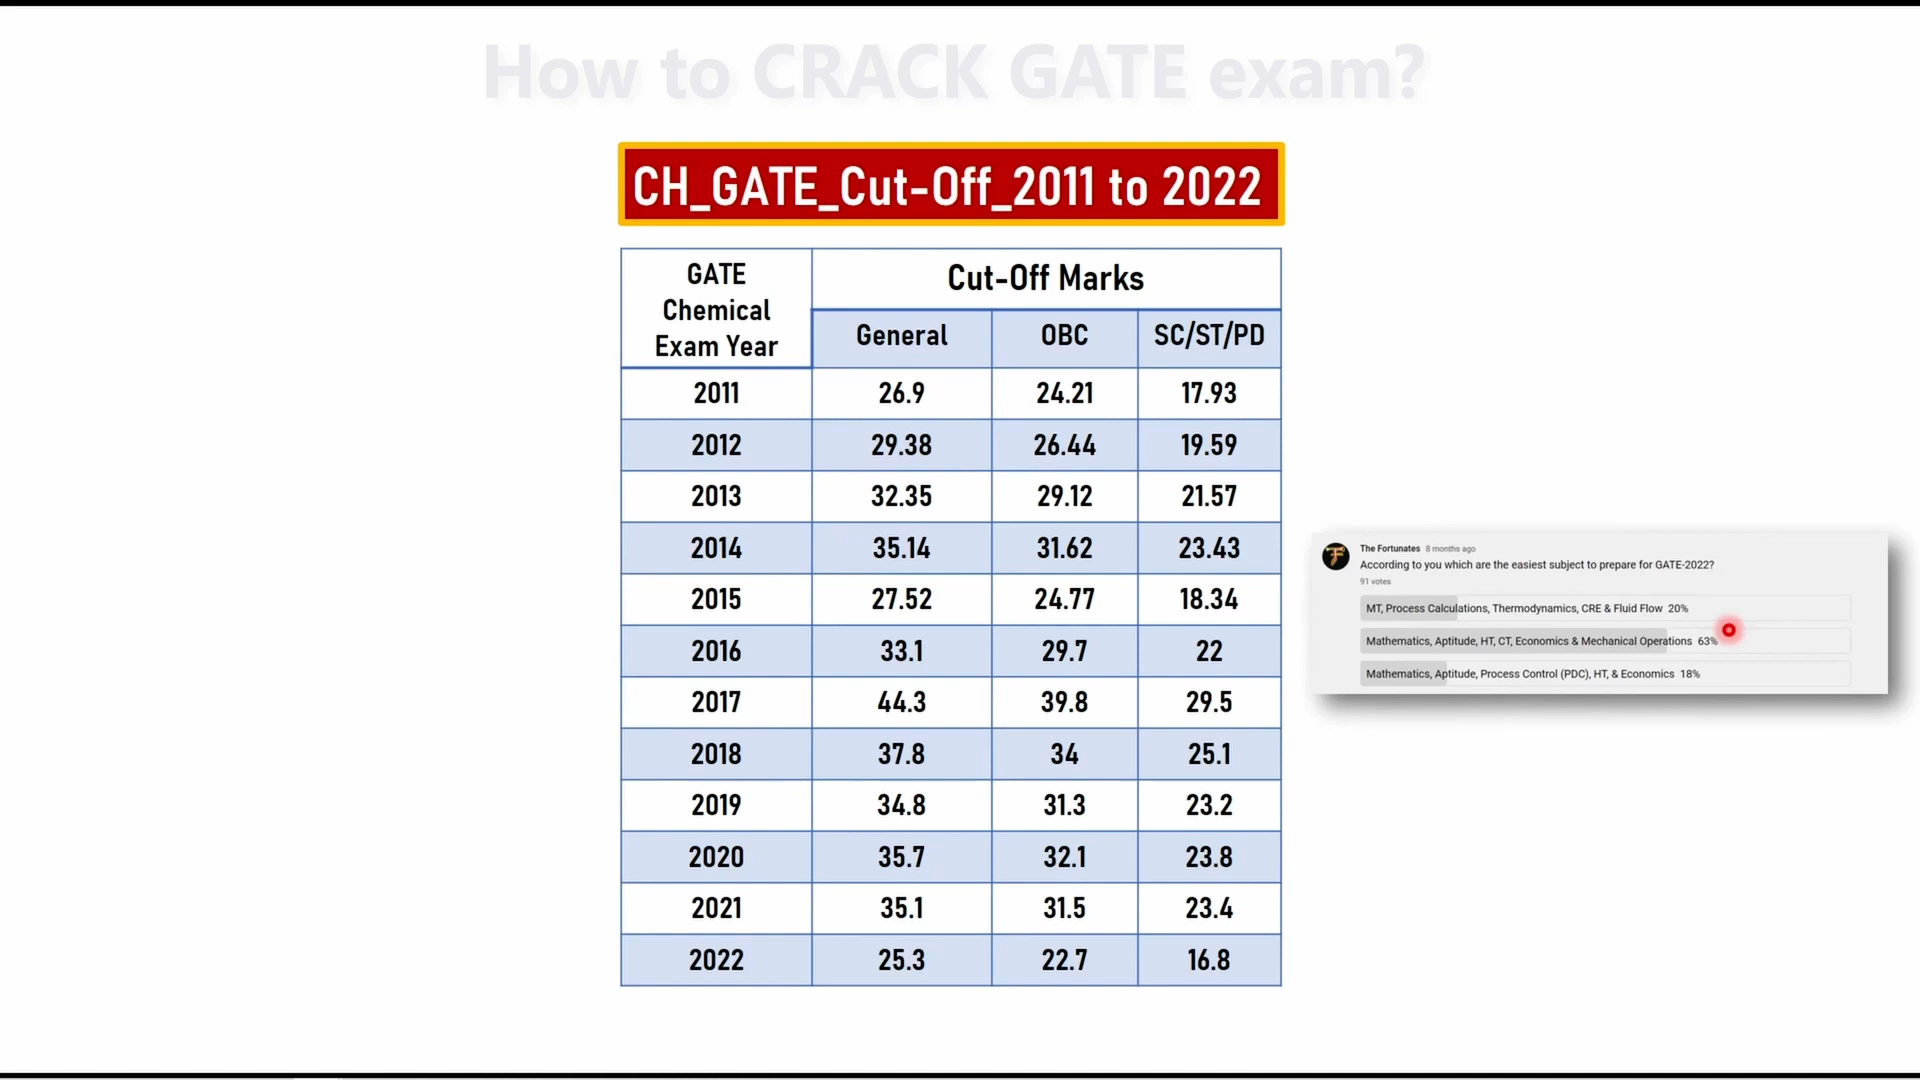 How to CRACK GATE exam?
CH_GATE_Cut-Off_2011 to 2022
GATE
Chemical
Exam Year
Cut-Off Marks
General OBC SC/ST/PD
2011 26.9 24.21 17.93
2012 29.38 26.44 19.59
2013 32.35 29.12 21.57
2014 35.14 31.62 23.43
2015 27.52 24.77 18.34
2016 33.1 29.7 22
2017 44.3 39.8 29.5
2018 37.8 34 25.1
2019 34.8 31.3 23.2
2020 35.7 32.1 23.8
2021 35.1 31.5 23.4
2022 25.3 22.7 16.8
The Fortunates 8 months ago
According to you which are the easiest subject to prepare for GATE-2022?
91 votes
MT, Process Calculations, Thermodynamics, CRE & Fluid Flow 20%
Mathematics, Aptitude, HT, CT, Economics & Mechanical Operations 63%
Mathematics, Aptitude, Process Control (PDC), HT, & Economics 18%